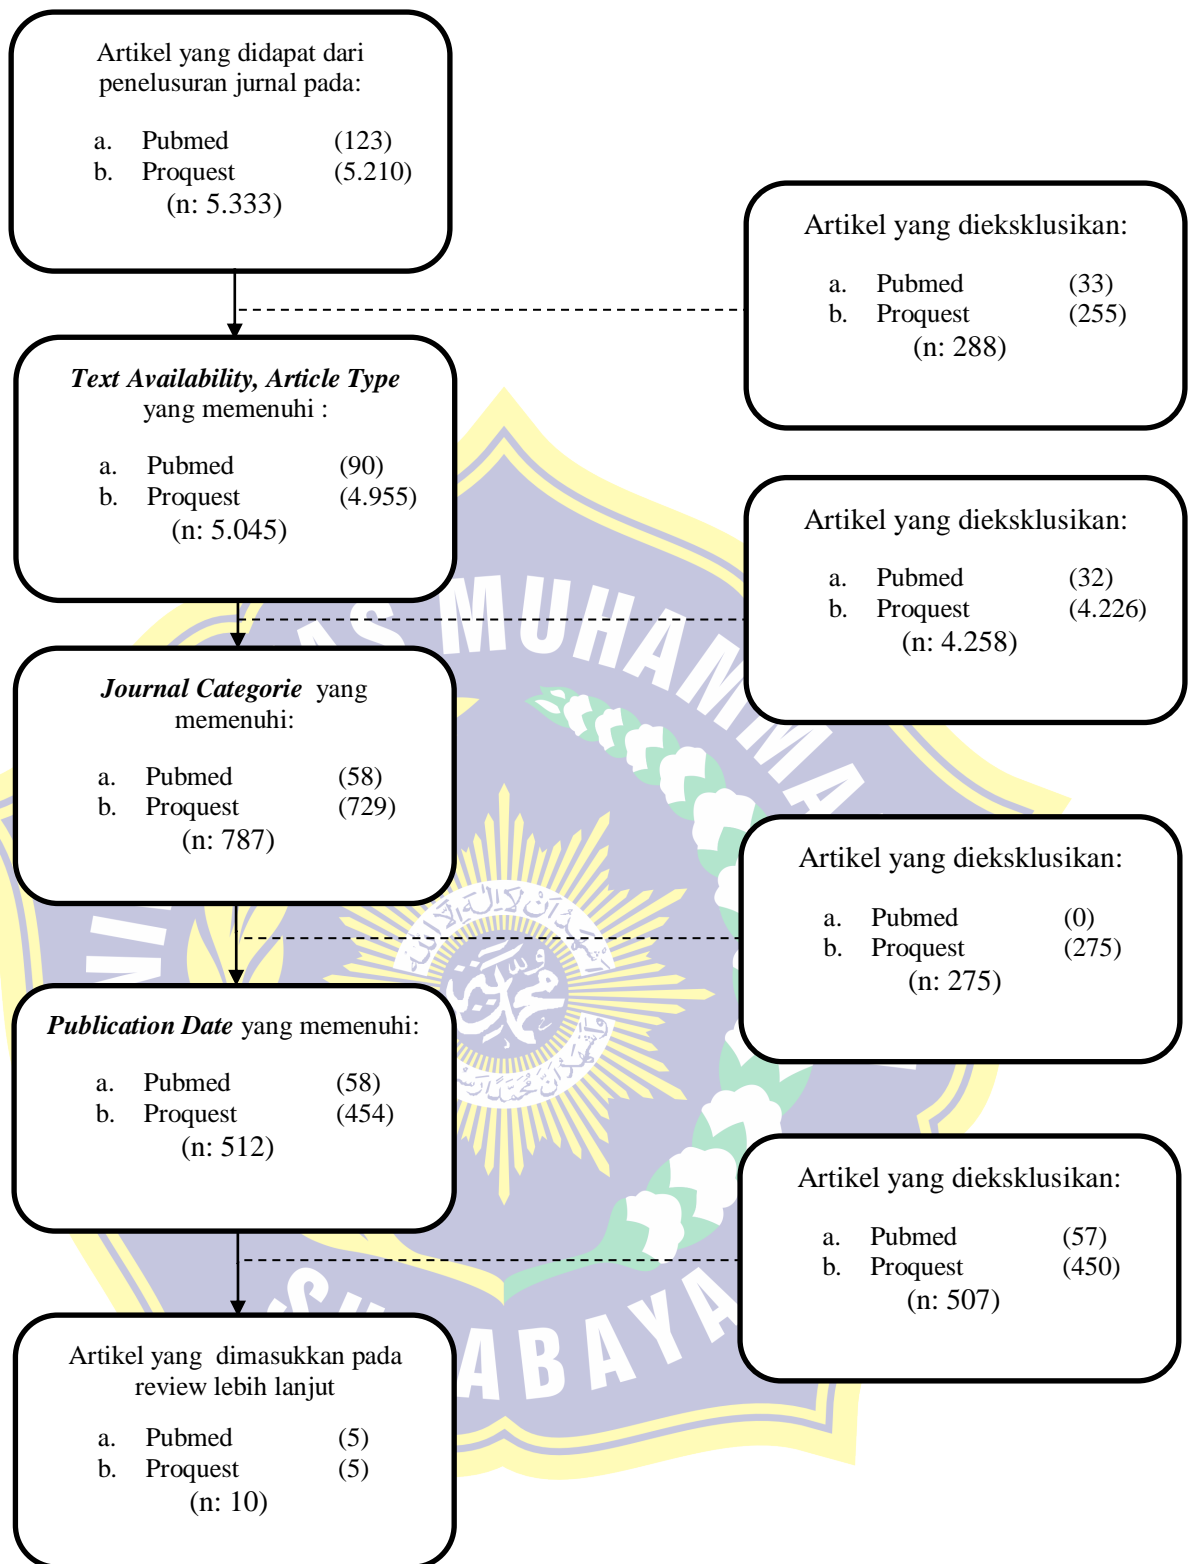 Artikel yang didapat dari
penelusuran jurnal pada:
a. Pubmed (123)
b. Proquest (5.210)
(n: 5.333)
Artikel yang dieksklusikan:
a. Pubmed (33)
b. Proquest (255)
(n: 288)
Text Availability, Article Type
yang memenuhi :
a. Pubmed (90)
b. Proquest (4.955)
(n: 5.045)
Artikel yang dieksklusikan:
a. Pubmed (32)
b. Proquest (4.226)
(n: 4.258)
Journal Categorie yang
memenuhi:
a. Pubmed (58)
b. Proquest (729)
(n: 787)
Artikel yang dieksklusikan:
a. Pubmed (0)
b. Proquest (275)
(n: 275)
Publication Date yang memenuhi:
a. Pubmed (58)
b. Proquest (454)
(n: 512)
Artikel yang dieksklusikan:
a. Pubmed (57)
b. Proquest (450)
(n: 507)
Artikel yang dimasukkan pada
review lebih lanjut
a. Pubmed (5)
b. Proquest (5)
(n: 10)
AS MUHAMMA
ABAYA